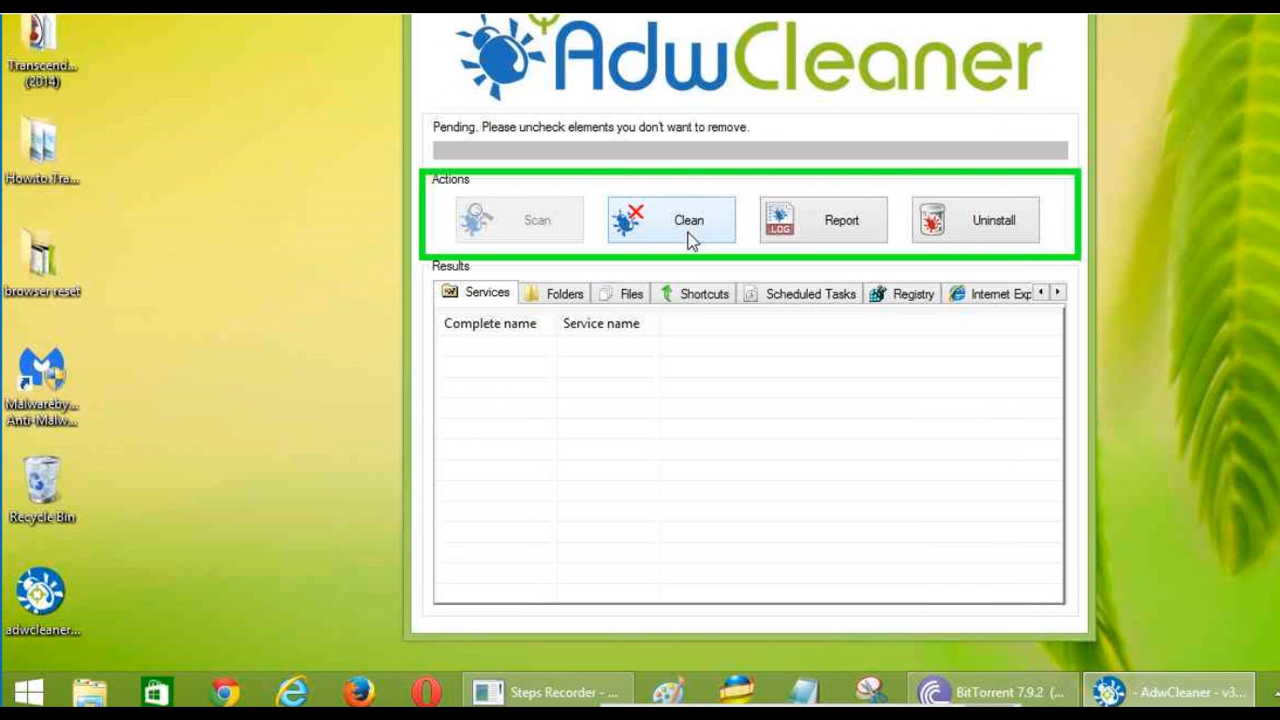 AdwCleaner
Transcend...
(2014)
Pending. Please uncheck elements you don't want to remove.
How to Tra...
Actions
Scan
Clean
LOG
Report
Uninstall
Results
browser reset
Services
Folders
Files
Shortcuts
Scheduled Tasks
Registry
Internet Exp
Complete name
Service name
Malwareby...
Anti-Malw...
Recycle Bin
adwcleaner...
Steps Recorder - ...
BitTorrent 7.9.2 (...
- AdwCleaner - v3...